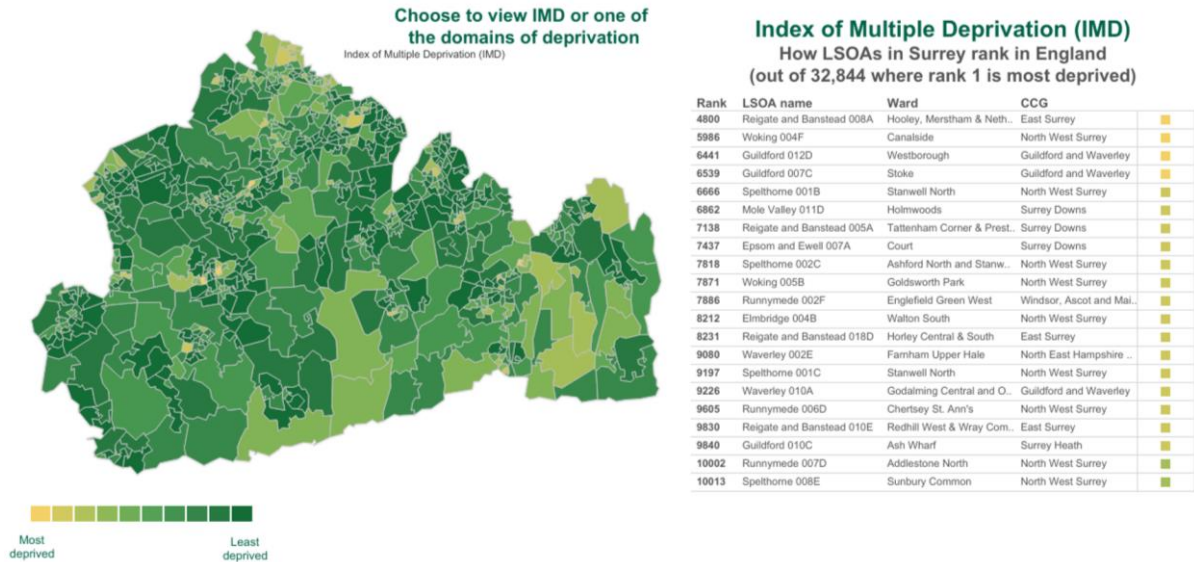 Choose to view IMD or one of
the domains of deprivation
Index of Multiple Deprivation (IMD)
Most
deprived
Least
deprived
Index of Multiple Deprivation (IMD)
How LSOAs in Surrey rank in England
(out of 32,844 where rank 1 is most deprived)
Rank LSOA name Ward CCG
4800 Reigate and Banstead 008A Hooley, Merstham & Neth.. East Surrey
5986 Woking 004F Canalside North West Surrey
6441 Guildford 012D Westborough Guildford and Waverley
6539 Guildford 007C Stoke Guildford and Waverley
6666 Spelthorne 001B Stanwell North North West Surrey
6862 Mole Valley 011D Holmwoods Surrey Downs
7138 Reigate and Banstead 005A Tattenham Corner & Prest.. Surrey Downs
7437 Epsom and Ewell 007A Court Surrey Downs
7818 Spelthorne 002C Ashford North and Stanw.. North West Surrey
7871 Woking 005B Goldsworth Park North West Surrey
7886 Runnymede 002F Englefield Green West Windsor, Ascot and Mai..
8212 Elmbridge 004B Walton South North West Surrey
8231 Reigate and Banstead 018D Horley Central & South East Surrey
9080 Waverley 002E Farnham Upper Hale North East Hampshire ..
9197 Spelthorne 001C Stanwell North North West Surrey
9226 Waverley 010A Godalming Central and O.. Guildford and Waverley
9605 Runnymede 006D Chertsey St. Ann's North West Surrey
9830 Reigate and Banstead 010E Redhill West & Wray Com.. East Surrey
9840 Guildford 010C Ash Wharf Surrey Heath
10002 Runnymede 007D Addlestone North North West Surrey
10013 Spelthorne 008E Sunbury Common North West Surrey